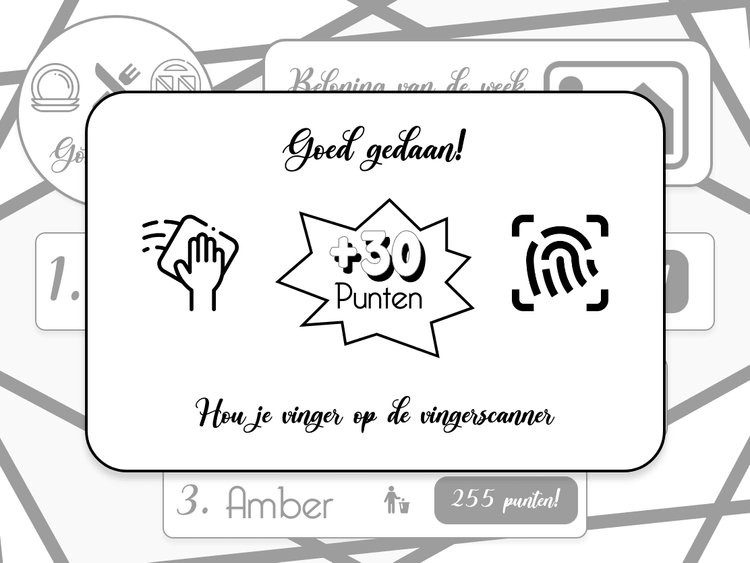 Beloning van de week
Goed gedaan!
+30
Punten
1.
Hou je vinger op de vingerscanner
3. Amber 255 punten!